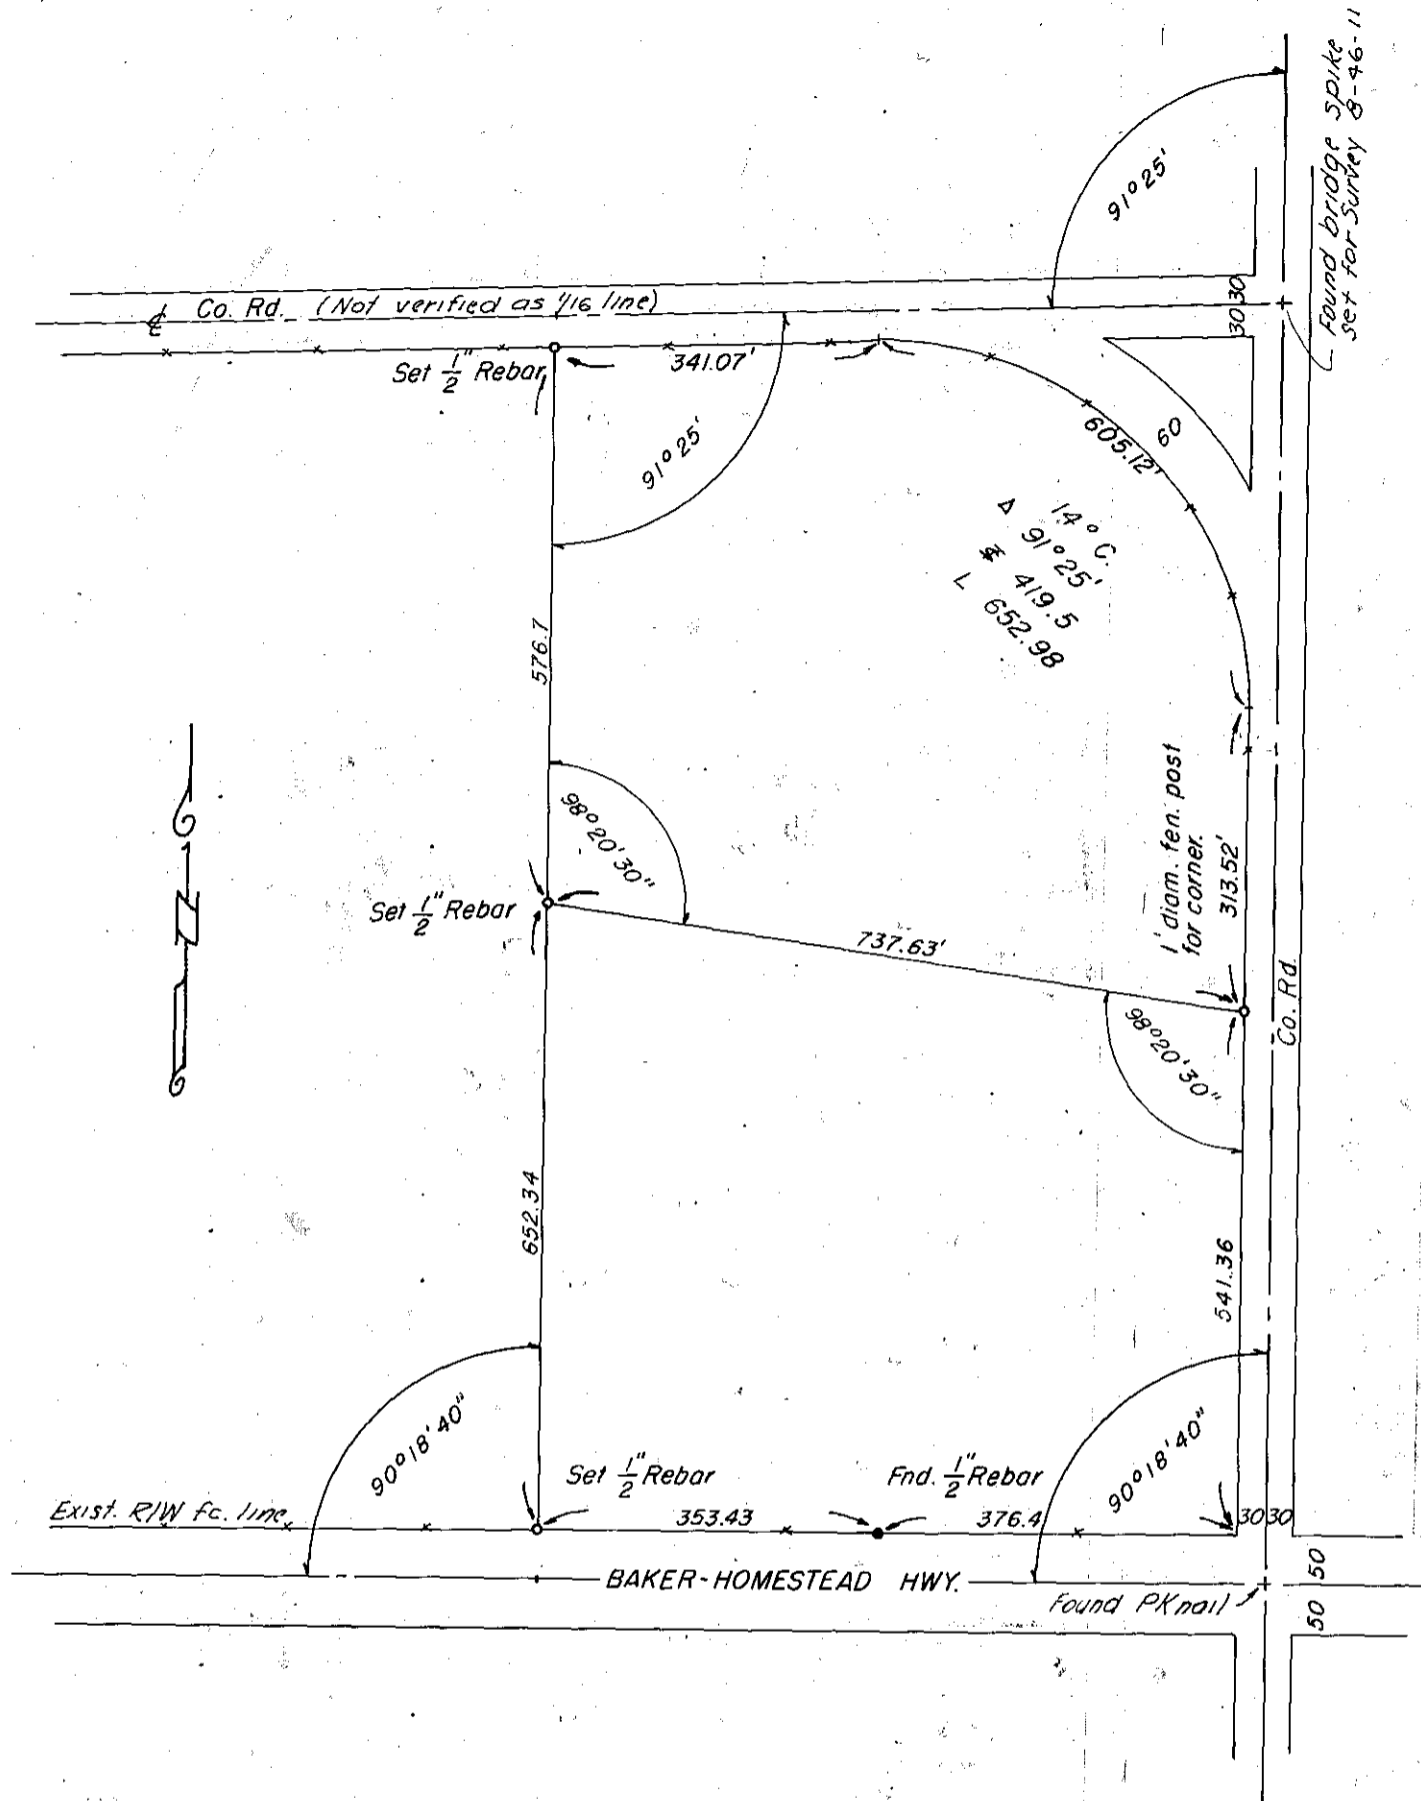 Found bridge spike
set for Survey 8-46-11
91°25'
30 30
℄ Co. Rd. (Not verified as 1/16 line)
Set 1/2" Rebar
341.07'
91°25'
605.12'
60
14° C.
Δ 91°25'
419.5
L 652.98
576.7
98°20'30"
1' diam. fen. post
for corner.
313.52'
Set 1/2" Rebar
737.63'
98°20'30"
Co. Rd.
N
652.34
541.36
90°18'40"
90°18'40"
Set 1/2" Rebar
Fnd. 1/2" Rebar
Exist. R/W fc. line
353.43
376.4
30 30
BAKER-HOMESTEAD HWY.
Found PK nail
50 50